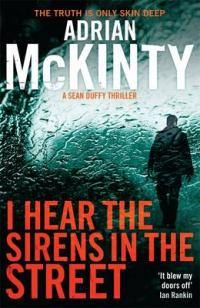 THE TRUTH IS ONLY SKIN DEEP
ADRIAN
McKINTY
A SEAN DUFFY THRILLER
I HEAR THE
SIRENS IN THE
STREET
'It blew my
doors off'
Ian Rankin